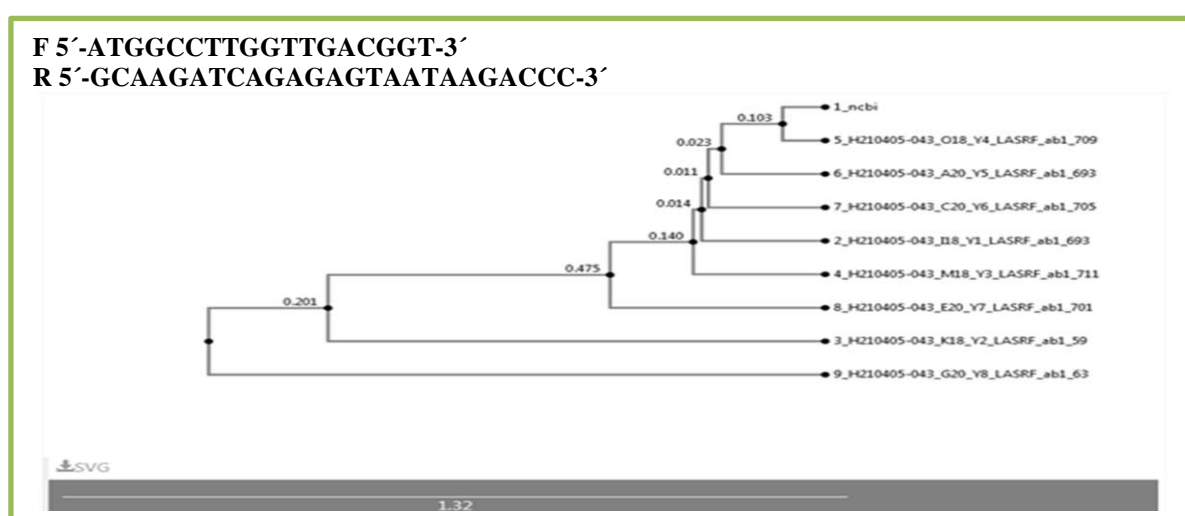 F 5´-ATGGCCTTGGTTGACGGT-3´
R 5´-GCAAGATCAGAGAGTAATAAGACCC-3´
1_ncbi
0.103
5_H210405-043_O18_Y4_LASRF_ab1_709
0.023
6_H210405-043_A20_Y5_LASRF_ab1_693
0.011
7_H210405-043_C20_Y6_LASRF_ab1_705
0.014
2_H210405-043_I18_Y1_LASRF_ab1_693
0.140
4_H210405-043_M18_Y3_LASRF_ab1_711
0.475
8_H210405-043_E20_Y7_LASRF_ab1_701
0.201
3_H210405-043_K18_Y2_LASRF_ab1_59
9_H210405-043_G20_Y8_LASRF_ab1_63
SVG
1.32